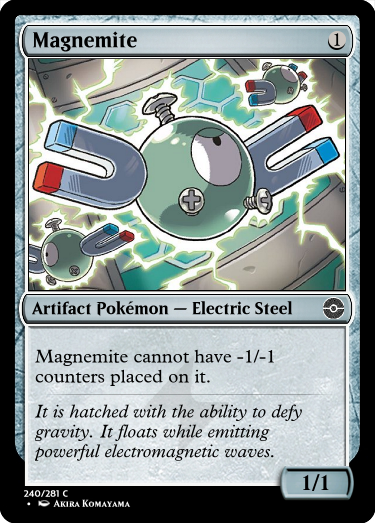 Magnemite 1
Artifact Pokémon — Electric Steel
Magnemite cannot have -1/-1
counters placed on it.
It is hatched with the ability to defy
gravity. It floats while emitting
powerful electromagnetic waves.
1/1
240/281 C
• Akira Komayama